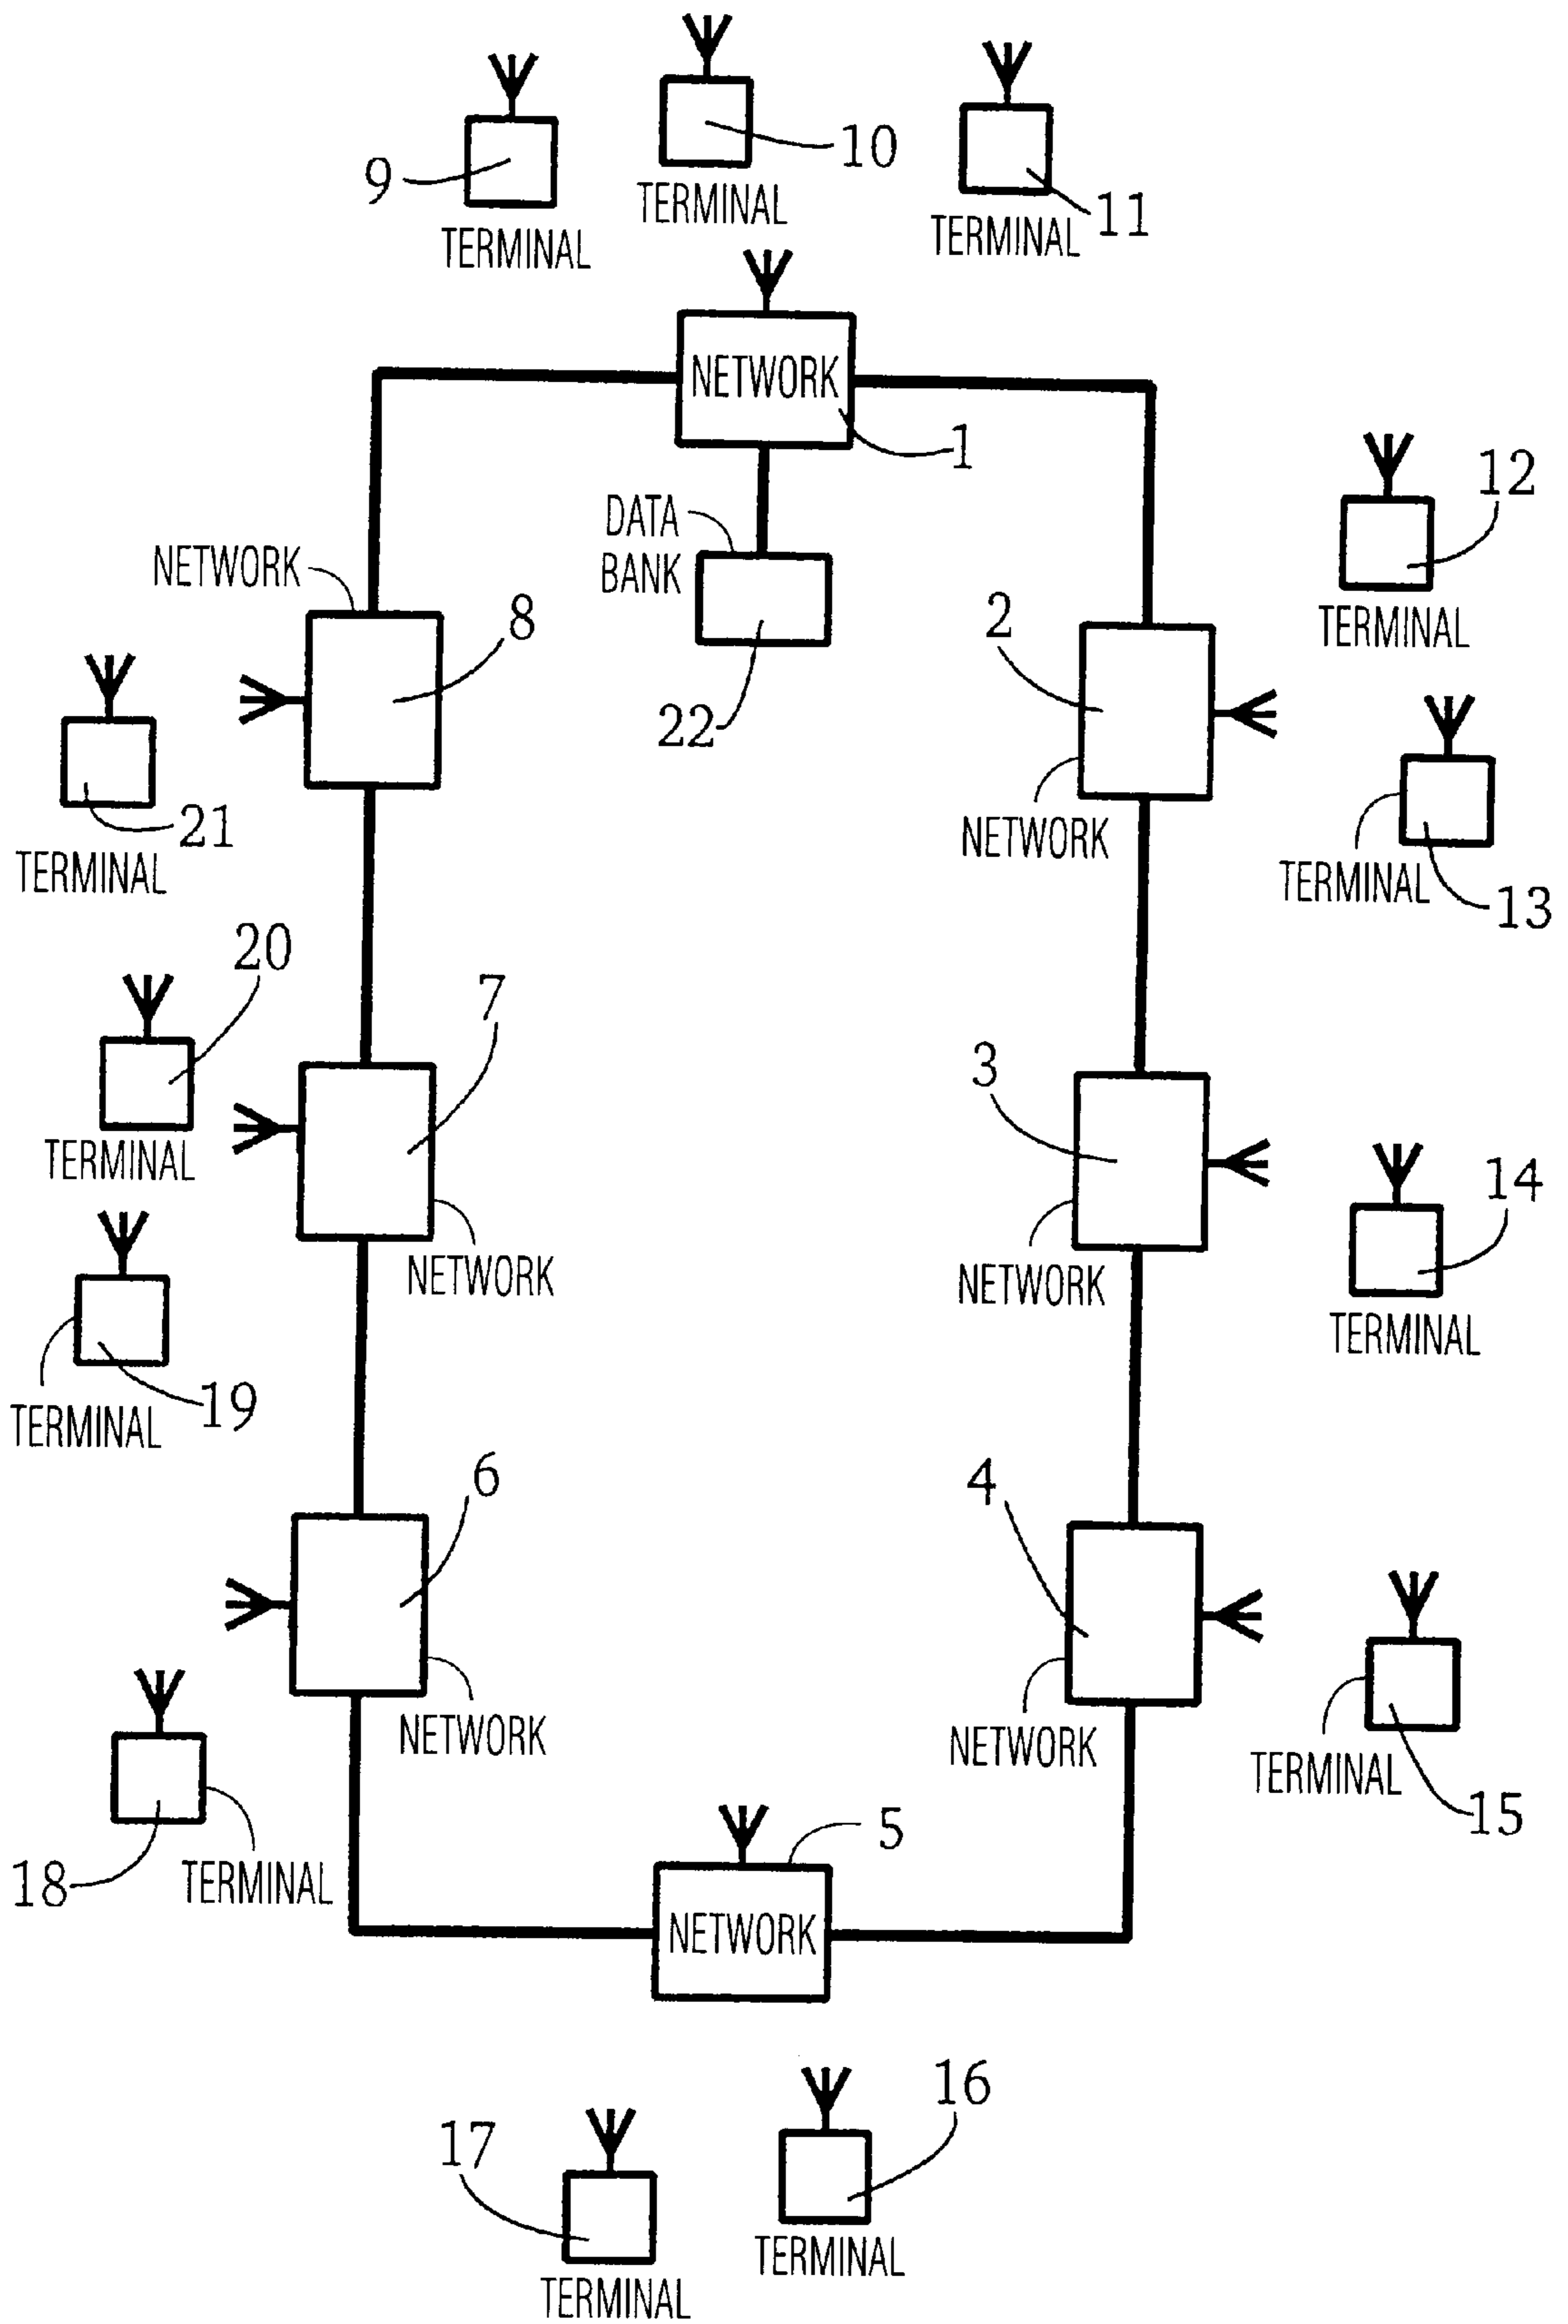 10
9
11
TERMINAL
TERMINAL
TERMINAL
NETWORK
1
12
DATA
BANK
NETWORK
8
2
TERMINAL
22
21
NETWORK
TERMINAL
TERMINAL
13
20
7
3
TERMINAL
14
NETWORK
NETWORK
TERMINAL
19
TERMINAL
6
4
NETWORK
NETWORK
TERMINAL
15
5
18
TERMINAL
NETWORK
16
17
TERMINAL
TERMINAL